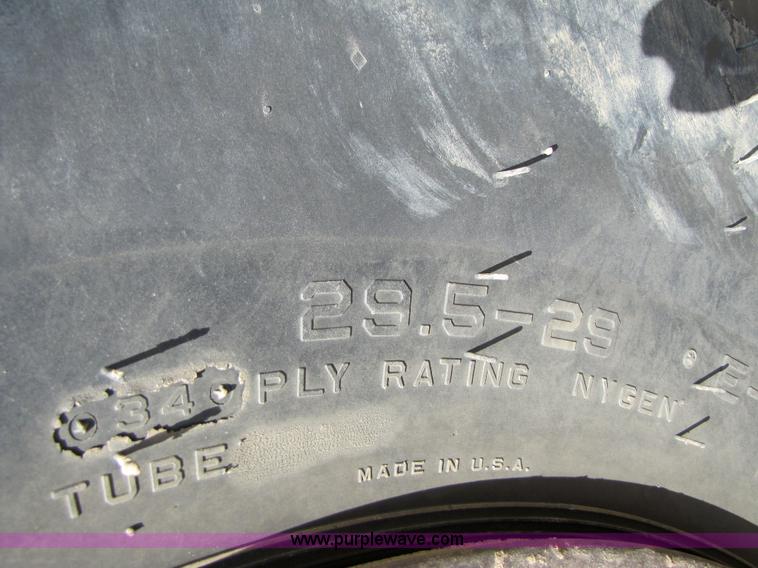 29.5-29
34 PLY RATING NYGEN E-
TUBE
MADE IN U.S.A.
www.purplewave.com